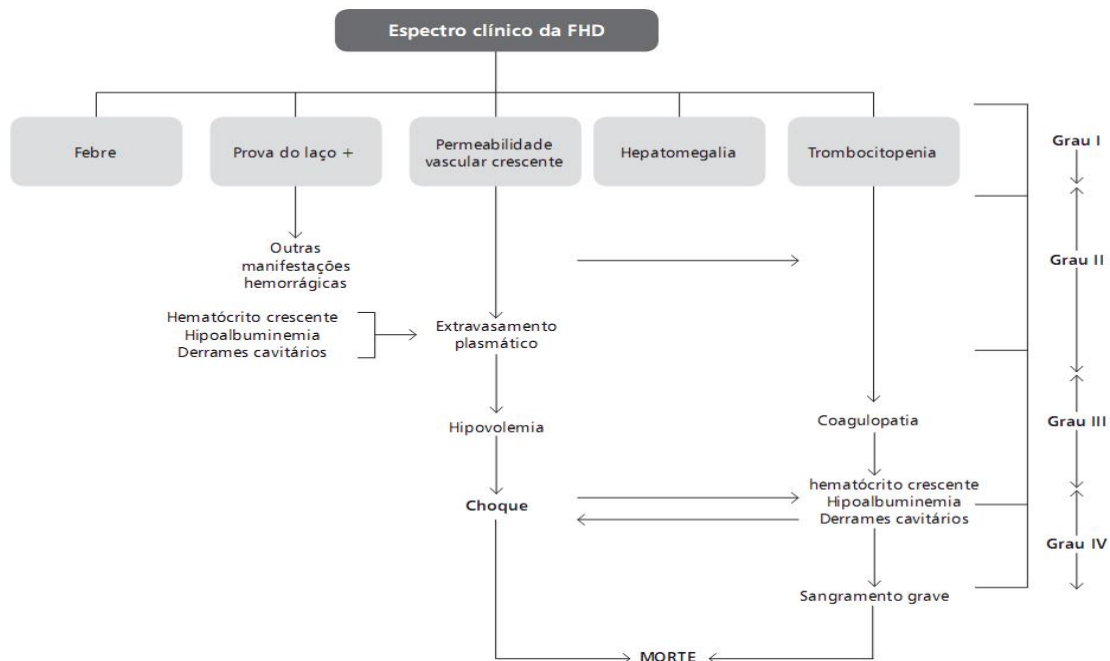 Espectro clínico da FHD
Febre
Prova do laço +
Permeabilidade
vascular crescente
Hepatomegalia
Trombocitopenia
Grau I
Outras
manifestações
hemorrágicas
Grau II
Hematócrito crescente
Hipoalbuminemia
Derrames cavitários
Extravasamento
plasmático
Hipovolemia
Coagulopatia
Grau III
Choque
hematócrito crescente
Hipoalbuminemia
Derrames cavitários
Grau IV
Sangramento grave
MORTE